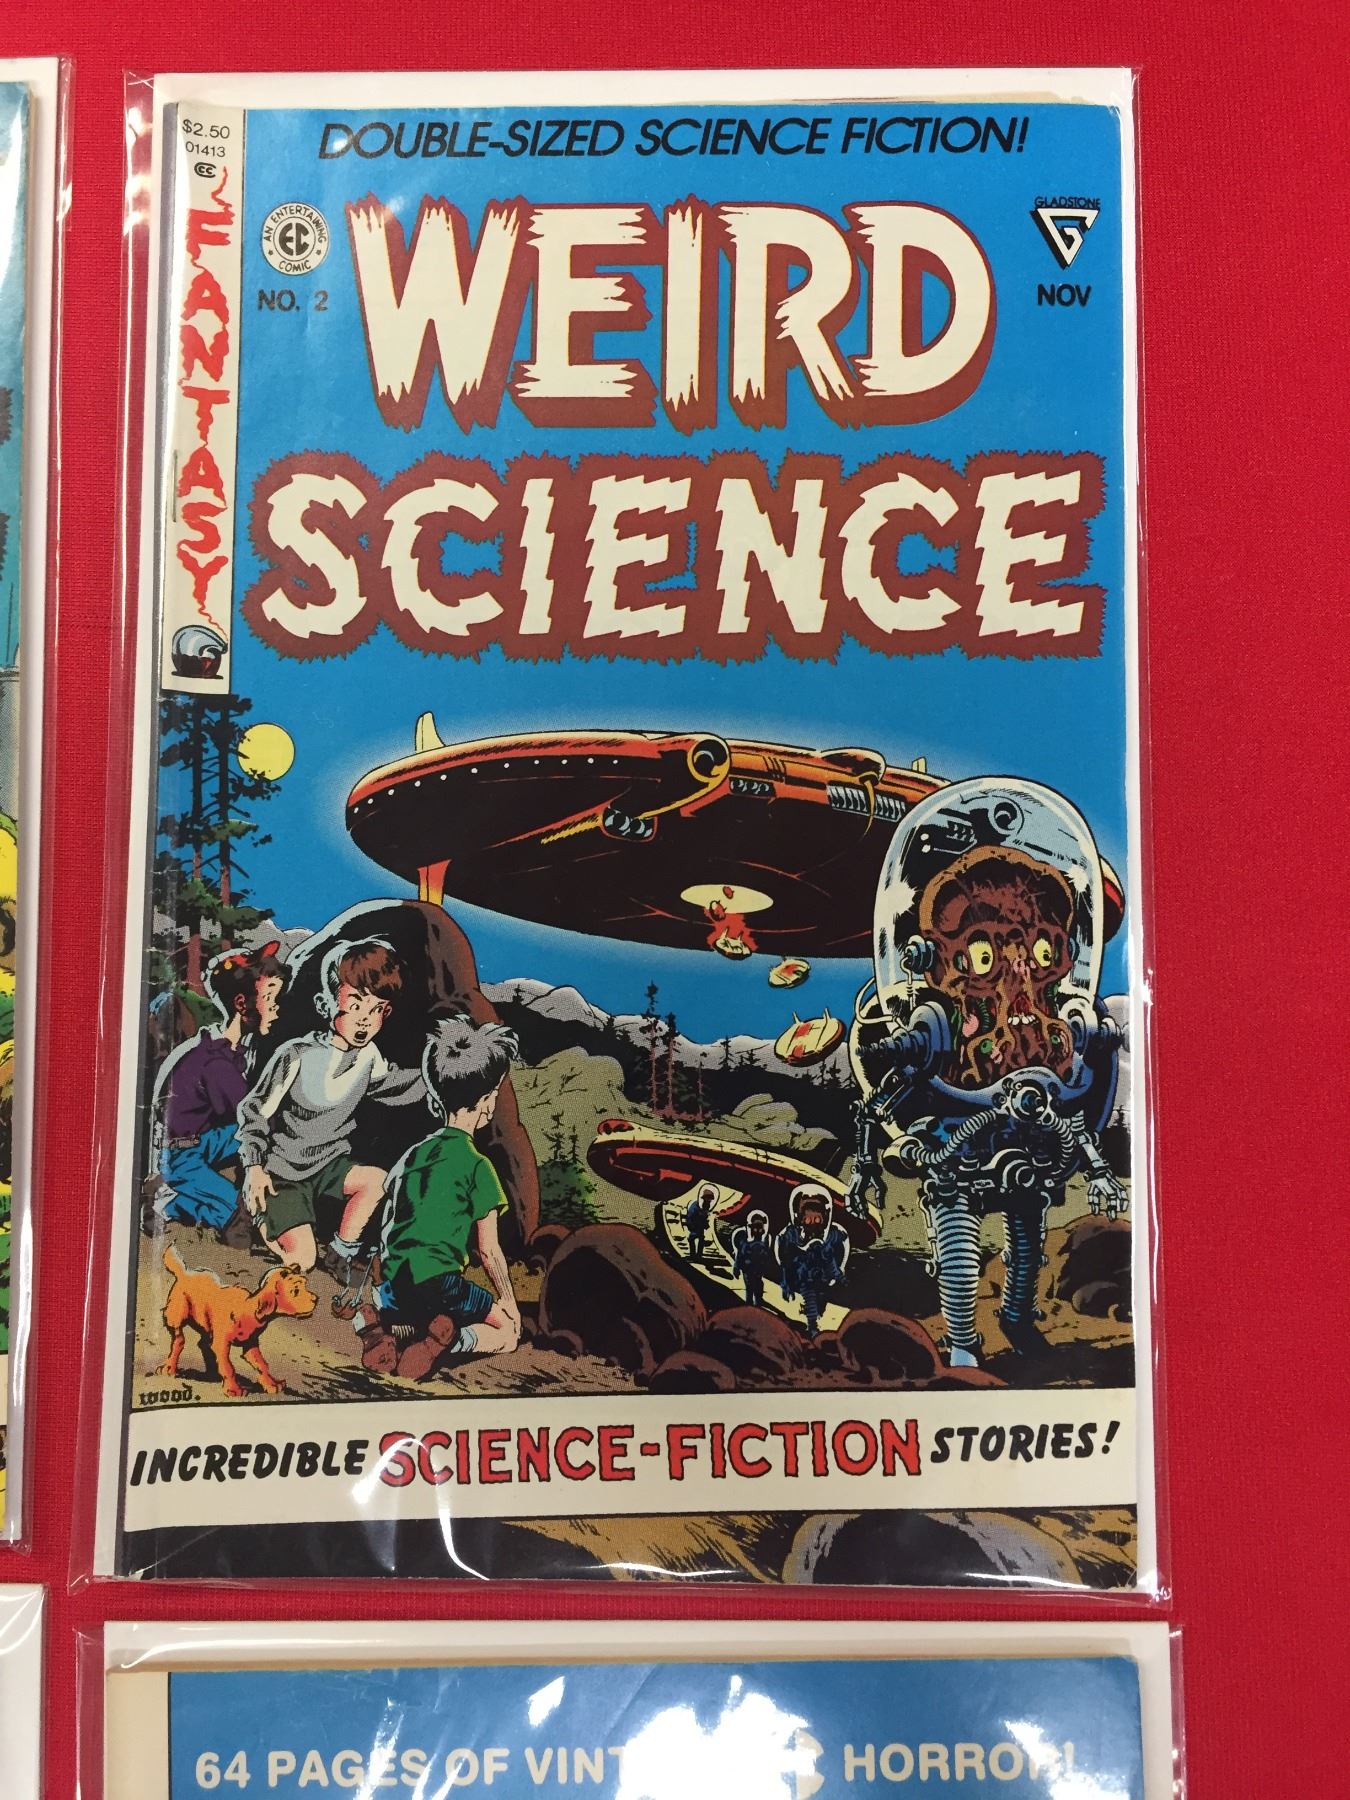 $2.50
01413
CC
FANTASY
DOUBLE-SIZED SCIENCE FICTION!
AN ENTERTAINING
EC
COMIC
NO. 2
WEIRD
SCIENCE
GLADSTONE
G
NOV
wood.
INCREDIBLE SCIENCE-FICTION STORIES!
64 PAGES OF HORROR!